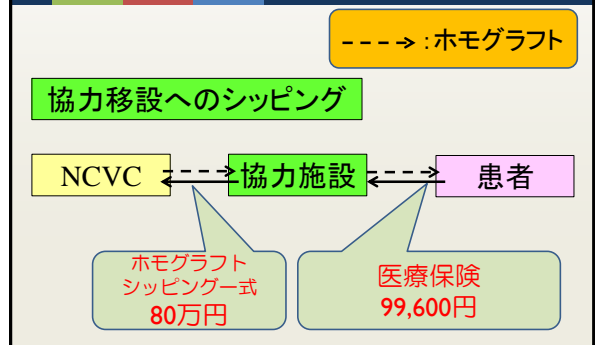 ----→:ホモグラフト
協力移設へのシッピング
NCVC 協力施設 患者
ホモグラフト
シッピング一式
80万円
医療保険
99,600円